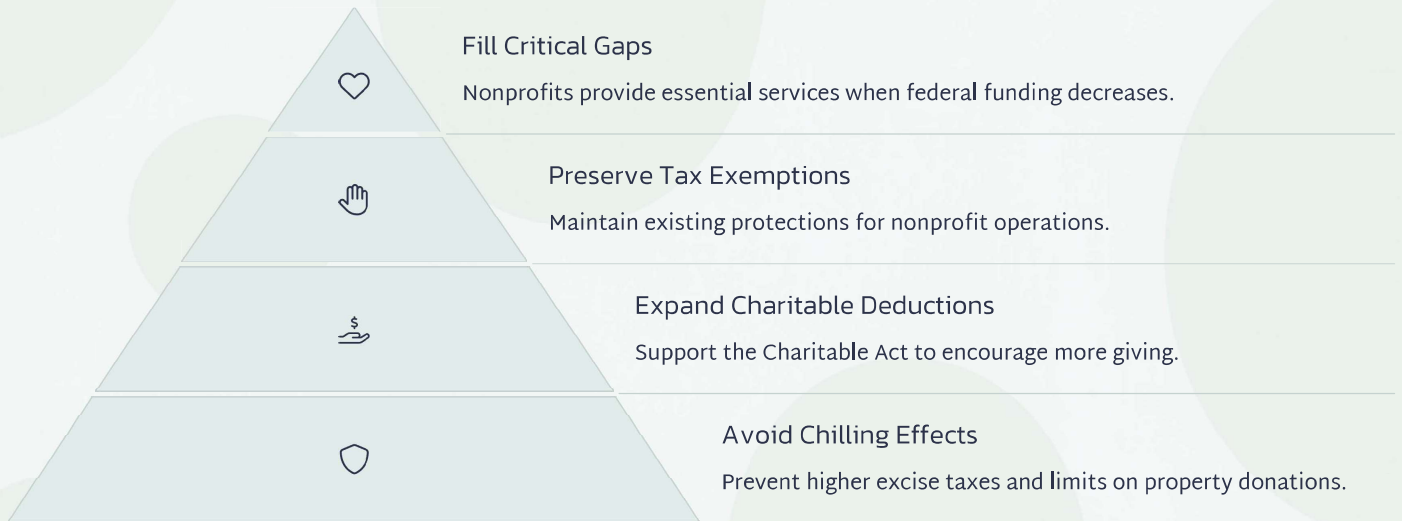 Fill Critical Gaps
Nonprofits provide essential services when federal funding decreases.
Preserve Tax Exemptions
Maintain existing protections for nonprofit operations.
$
Expand Charitable Deductions
Support the Charitable Act to encourage more giving.
Avoid Chilling Effects
Prevent higher excise taxes and limits on property donations.